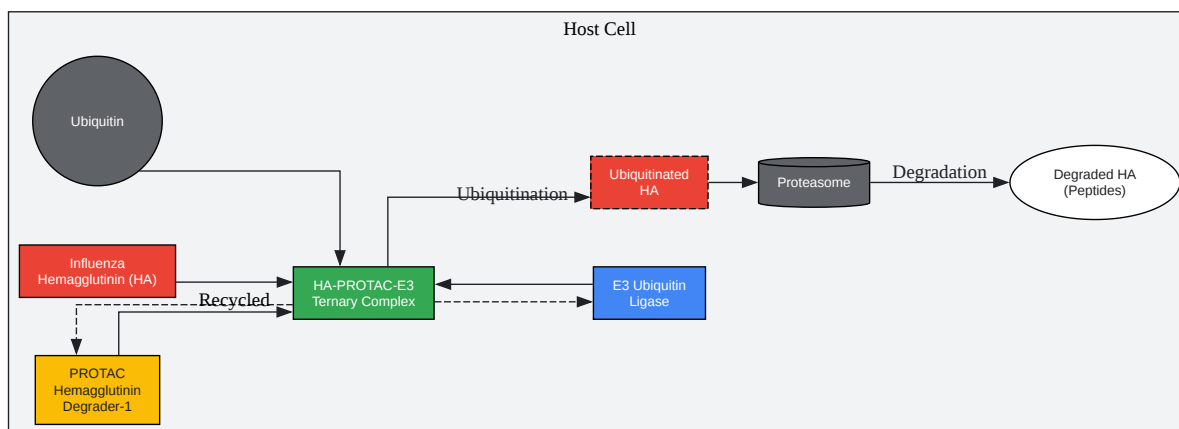 Host Cell
Ubiquitin
Ubiquitination
Ubiquitinated
HA
Proteasome
Degradation
Degraded HA
(Peptides)
Influenza
Hemagglutinin (HA)
Recycled
HA-PROTAC-E3
Ternary Complex
E3 Ubiquitin
Ligase
PROTAC
Hemagglutinin
Degrader-1